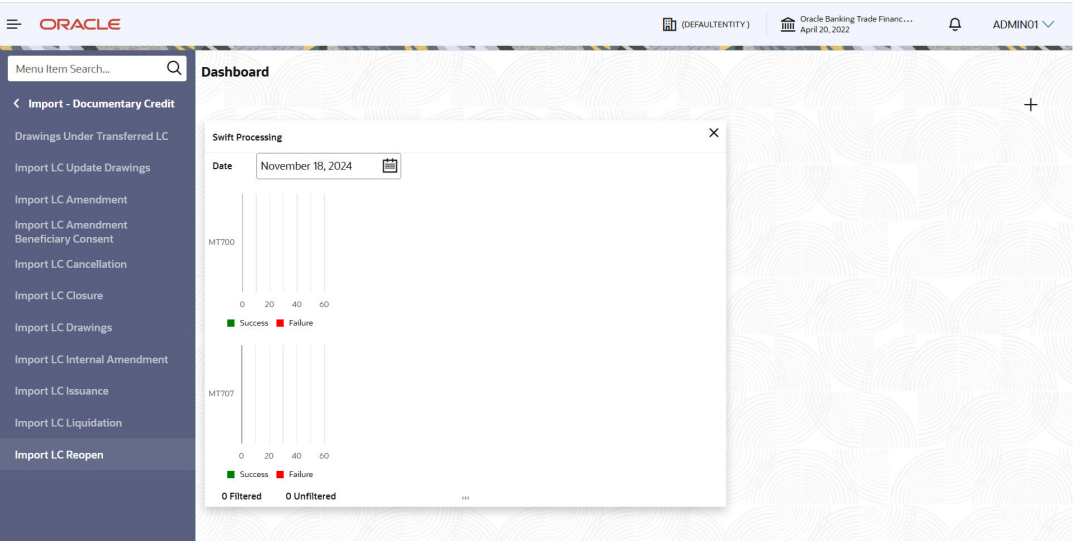 ORACLE
(DEFAULTENTITY )
Oracle Banking Trade Financ...
April 20, 2022
ADMIN01
Menu Item Search...
Import - Documentary Credit
Drawings Under Transferred LC
Import LC Update Drawings
Import LC Amendment
Import LC Amendment
Beneficiary Consent
Import LC Cancellation
Import LC Closure
Import LC Drawings
Import LC Internal Amendment
Import LC Issuance
Import LC Liquidation
Import LC Reopen
Dashboard
Swift Processing
Date
November 18, 2024
MT700
0 20 40 60
Success Failure
MT707
0 20 40 60
Success Failure
0 Filtered 0 Unfiltered